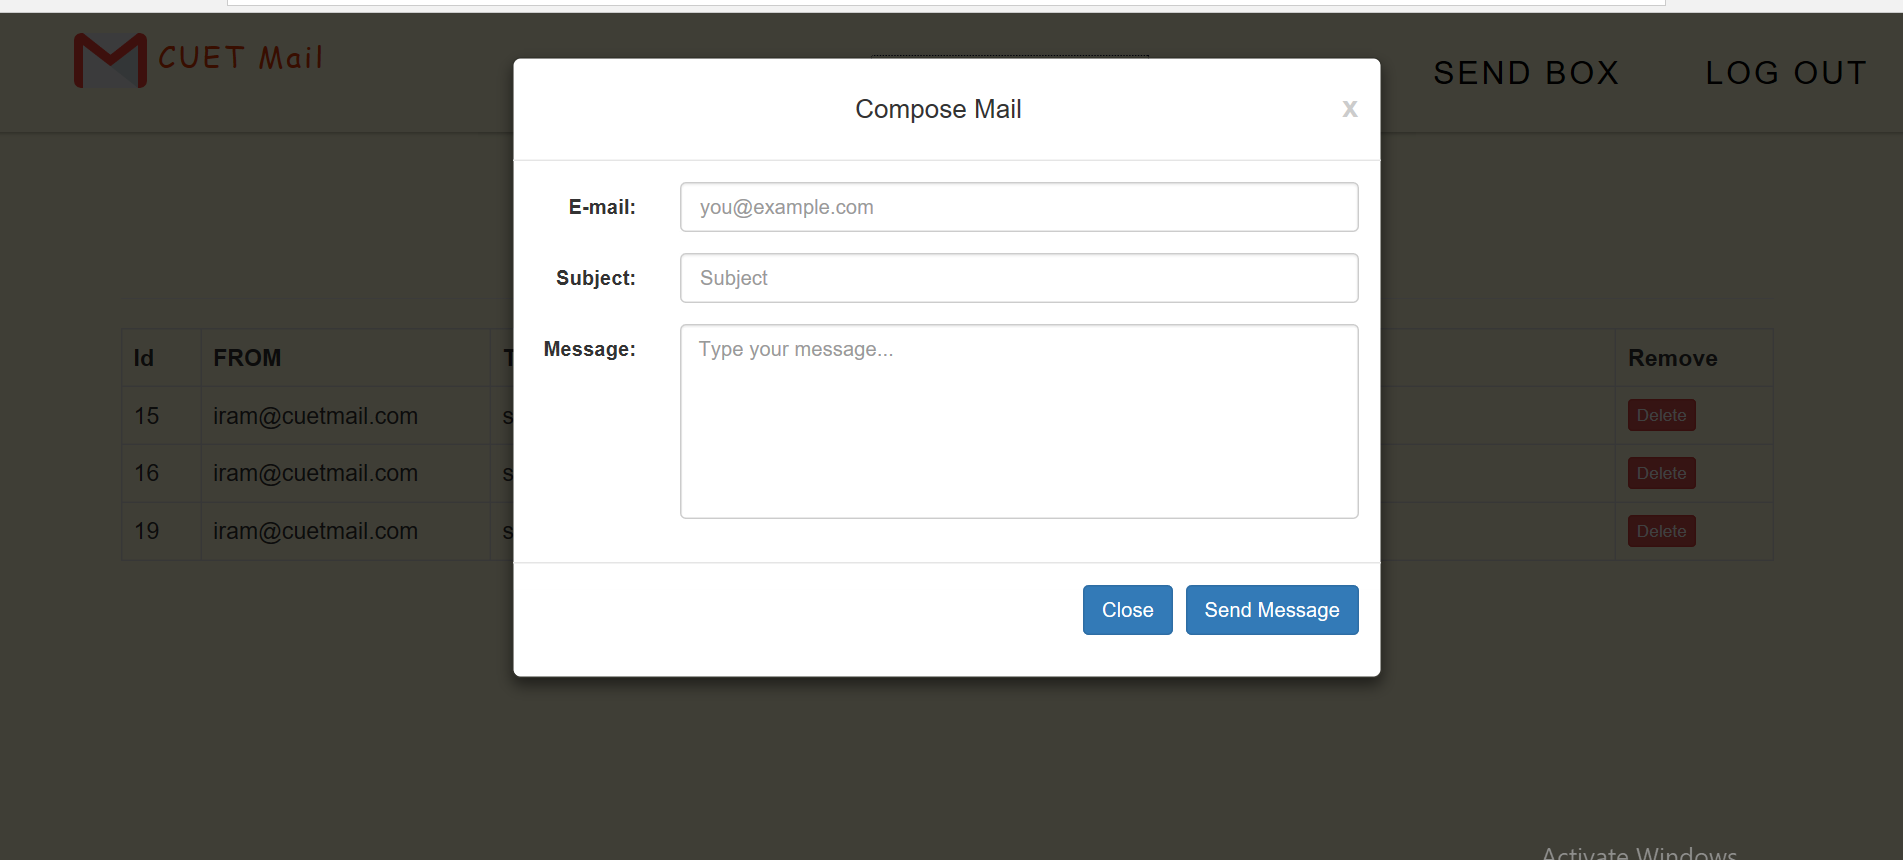 CUET Mail
SEND BOX
LOG OUT
Compose Mail
x
E-mail:
you@example.com
Subject:
Subject
Message:
Type your message...
Close
Send Message
Id FROM Remove
15 iram@cuetmail.com Delete
16 iram@cuetmail.com Delete
19 iram@cuetmail.com Delete
Activate Windows